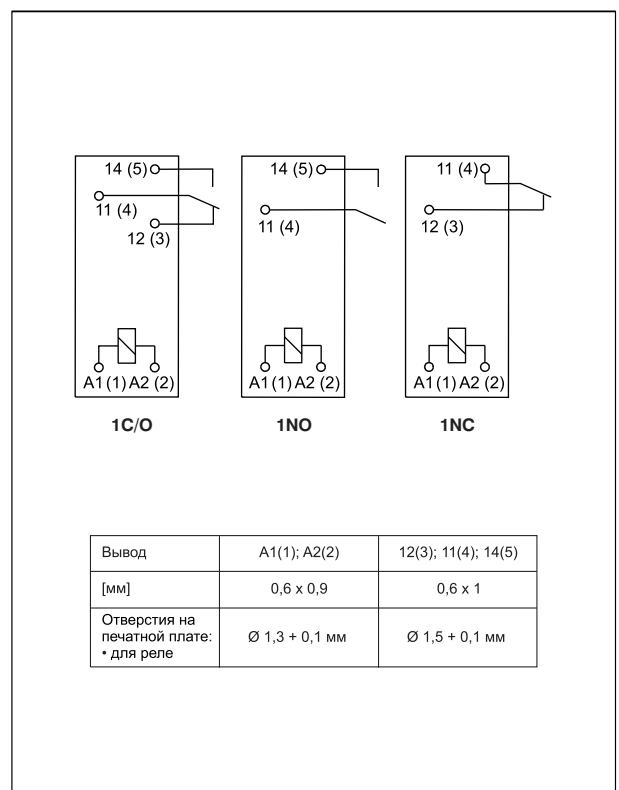 14 (5)
11 (4)
12 (3)
A1 (1) A2 (2)
1C/O
14 (5)
11 (4)
A1 (1) A2 (2)
1NO
11 (4)
12 (3)
A1 (1) A2 (2)
1NC
Вывод A1(1); A2(2) 12(3); 11(4); 14(5)
[мм] 0,6 x 0,9 0,6 x 1
Отверстия на
печатной плате:
• для реле
Ø 1,3 + 0,1 мм Ø 1,5 + 0,1 мм